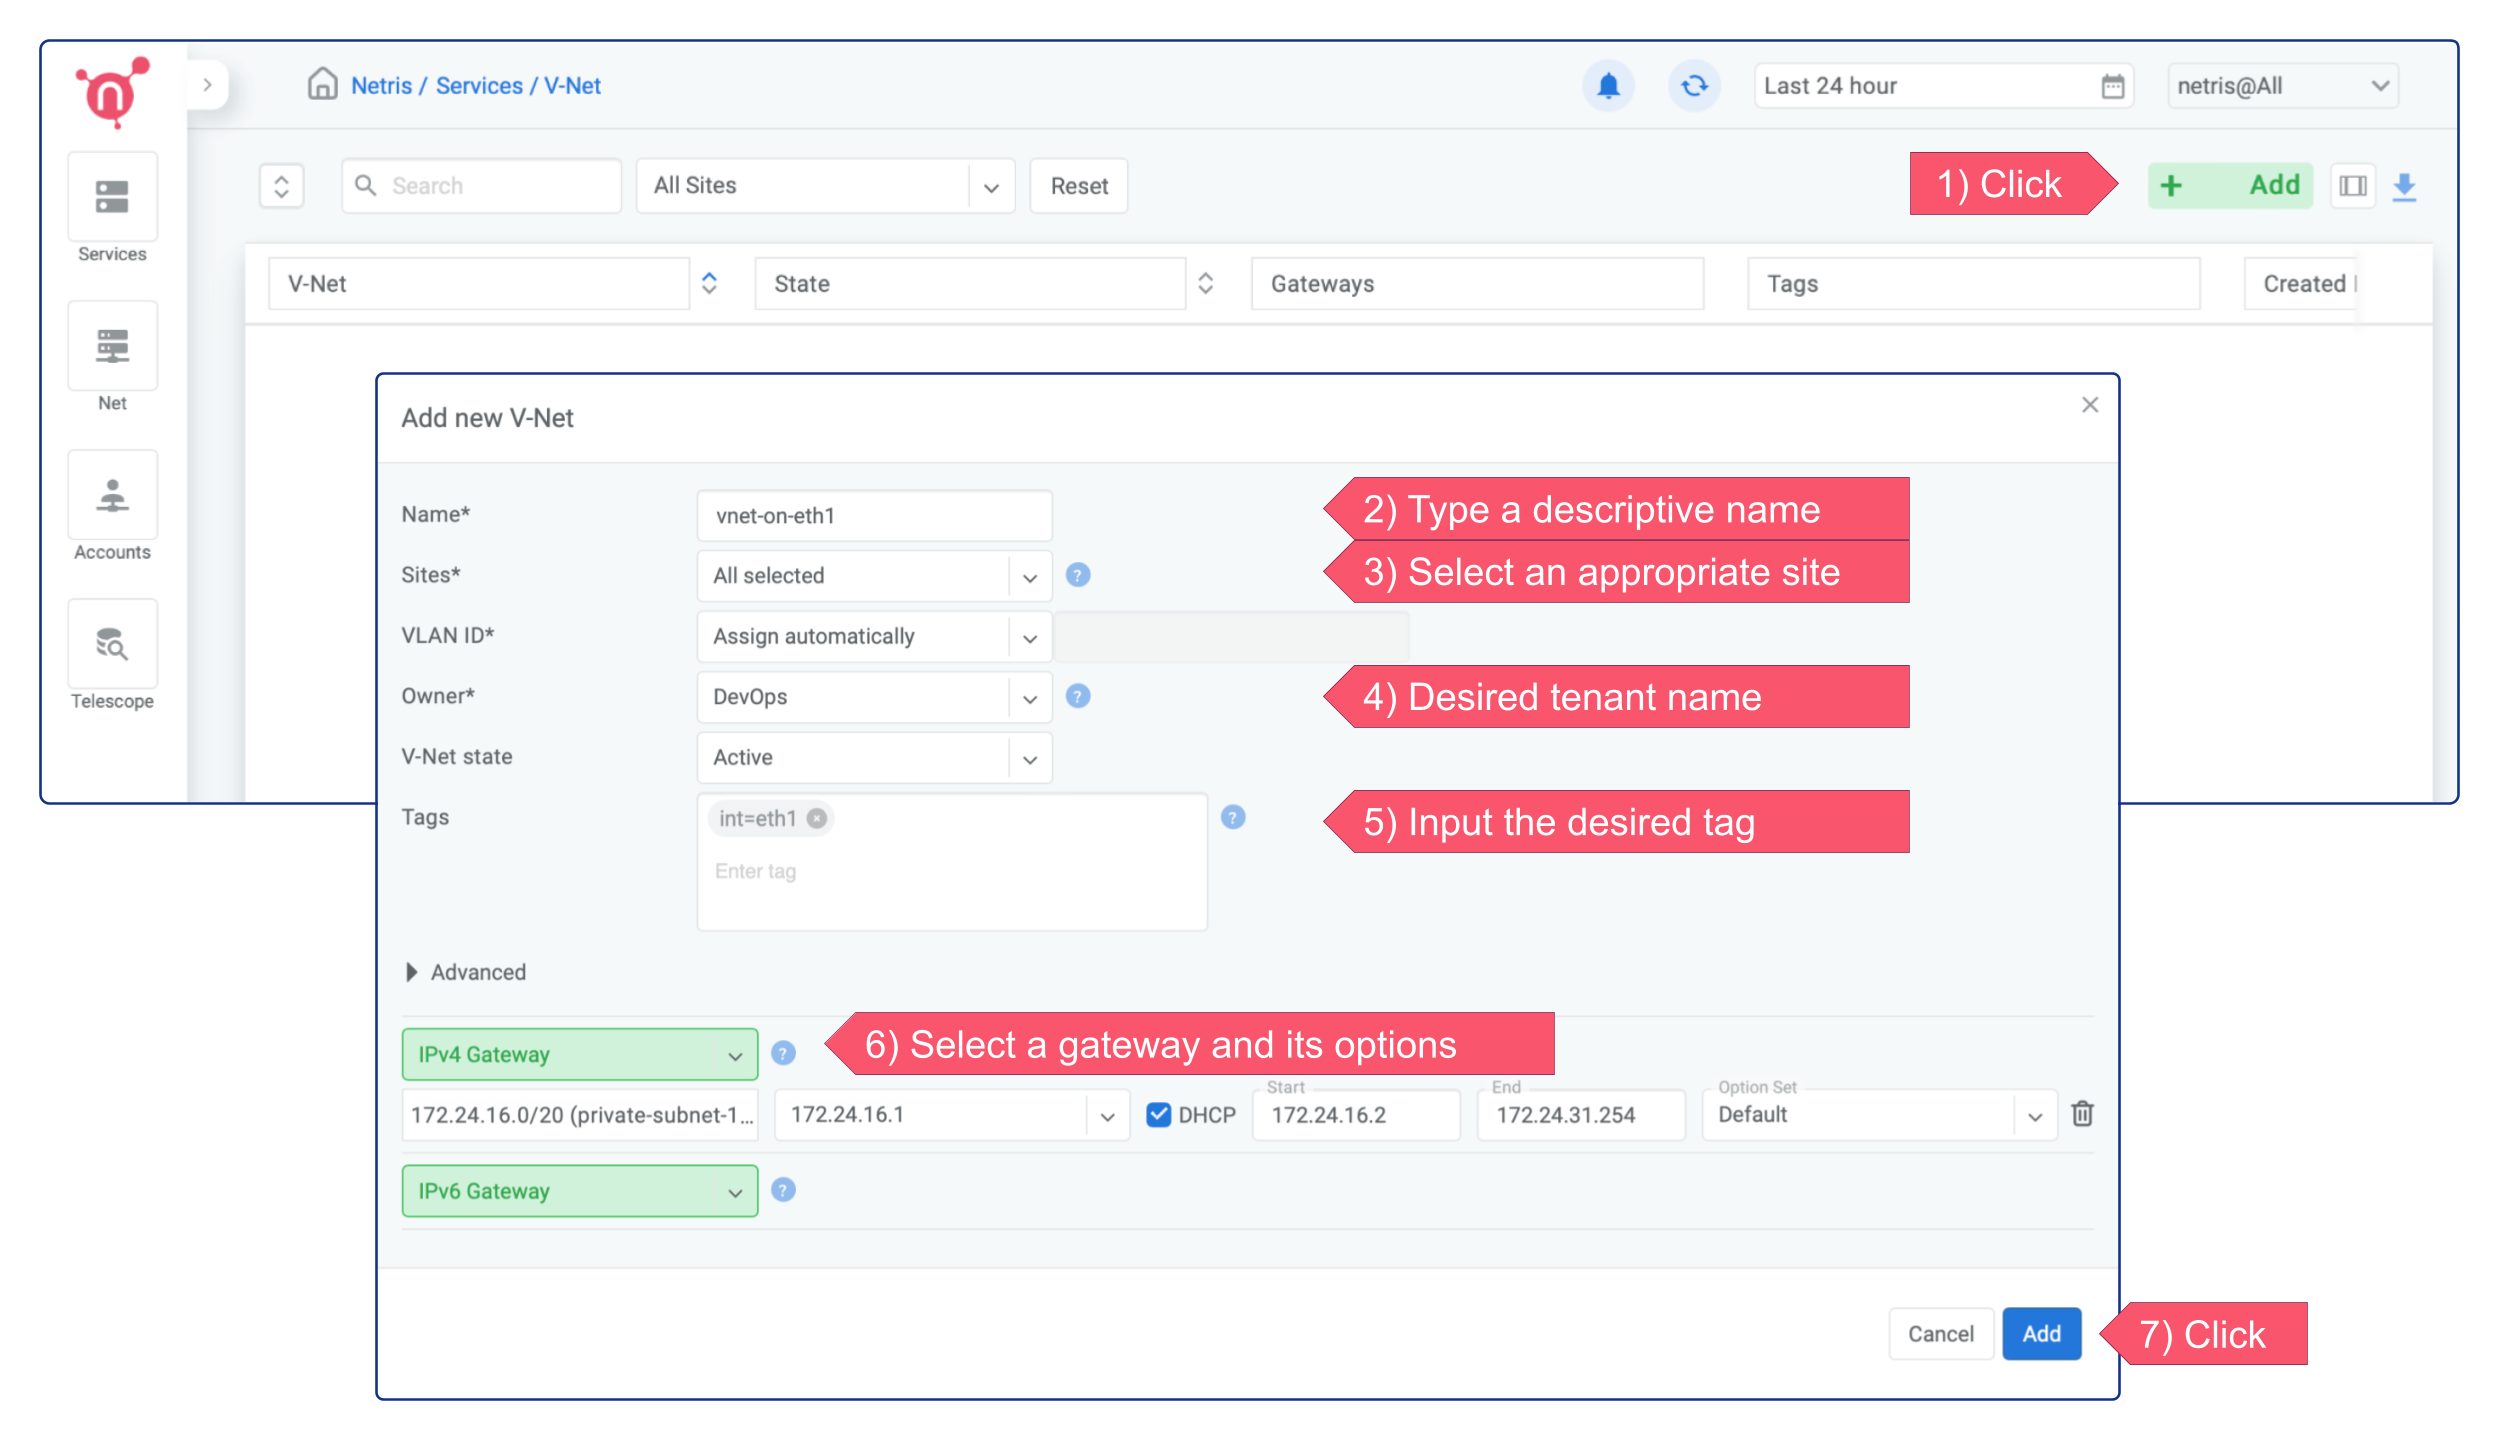 Netris / Services / V-Net
Last 24 hour
netris@All
Search
All Sites
Reset
1) Click
+ Add
Services
Net
Accounts
Telescope
V-Net
State
Gateways
Tags
Created
Add new V-Net
Name*
vnet-on-eth1
2) Type a descriptive name
Sites*
All selected
?
3) Select an appropriate site
VLAN ID*
Assign automatically
Owner*
DevOps
?
4) Desired tenant name
V-Net state
Active
Tags
int=eth1
?
5) Input the desired tag
Enter tag
Advanced
IPv4 Gateway
?
6) Select a gateway and its options
172.24.16.0/20 (private-subnet-1...
172.24.16.1
DHCP
Start
172.24.16.2
End
172.24.31.254
Option Set
Default
IPv6 Gateway
?
Cancel
Add
7) Click